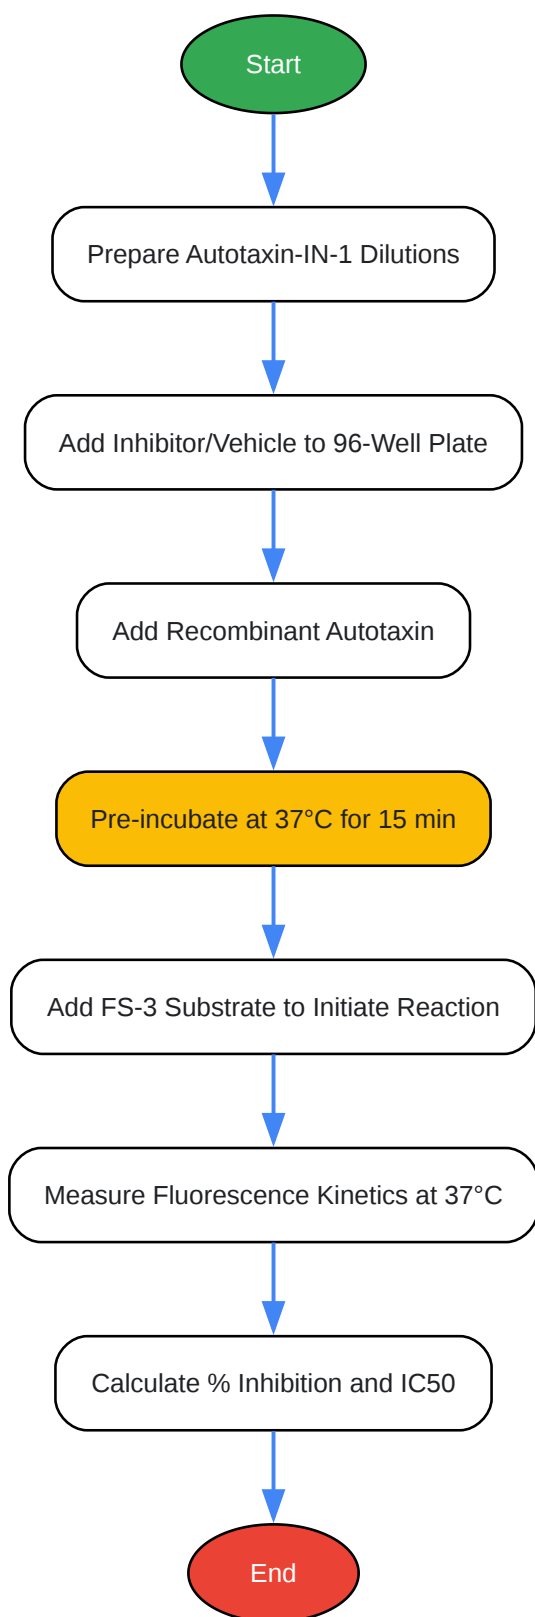 Start
Prepare Autotaxin-IN-1 Dilutions
Add Inhibitor/Vehicle to 96-Well Plate
Add Recombinant Autotaxin
Pre-incubate at 37°C for 15 min
Add FS-3 Substrate to Initiate Reaction
Measure Fluorescence Kinetics at 37°C
Calculate % Inhibition and IC50
End